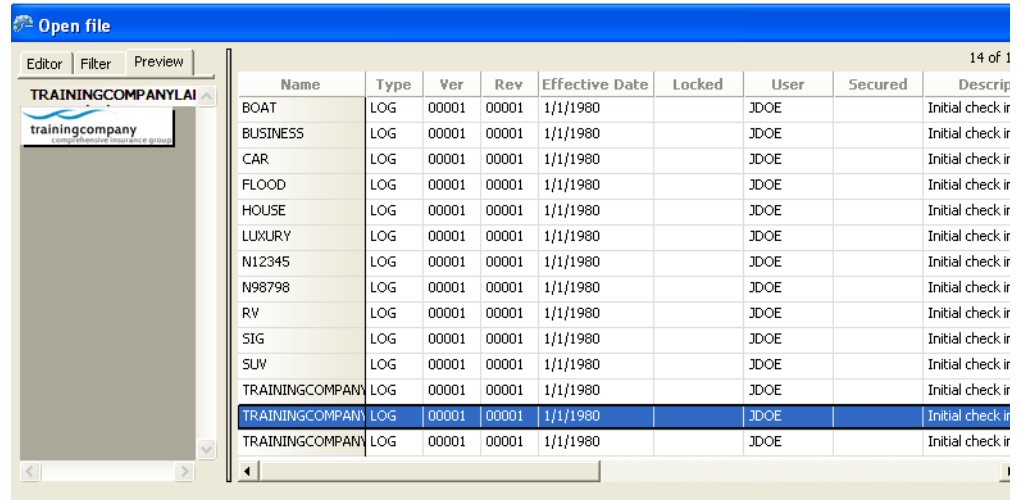 Open file
Editor Filter Preview
14 of 1
TRAININGCOMPANYLAI
trainingcompany
comprehensive insurance group
Name Type Ver Rev Effective Date Locked User Secured Descrip
BOAT LOG 00001 00001 1/1/1980 JDOE Initial check in
BUSINESS LOG 00001 00001 1/1/1980 JDOE Initial check in
CAR LOG 00001 00001 1/1/1980 JDOE Initial check in
FLOOD LOG 00001 00001 1/1/1980 JDOE Initial check in
HOUSE LOG 00001 00001 1/1/1980 JDOE Initial check in
LUXURY LOG 00001 00001 1/1/1980 JDOE Initial check in
N12345 LOG 00001 00001 1/1/1980 JDOE Initial check in
N98798 LOG 00001 00001 1/1/1980 JDOE Initial check in
RV LOG 00001 00001 1/1/1980 JDOE Initial check in
SIG LOG 00001 00001 1/1/1980 JDOE Initial check in
SUV LOG 00001 00001 1/1/1980 JDOE Initial check in
TRAININGCOMPANY LOG 00001 00001 1/1/1980 JDOE Initial check in
TRAININGCOMPANY LOG 00001 00001 1/1/1980 JDOE Initial check in
TRAININGCOMPANY LOG 00001 00001 1/1/1980 JDOE Initial check in